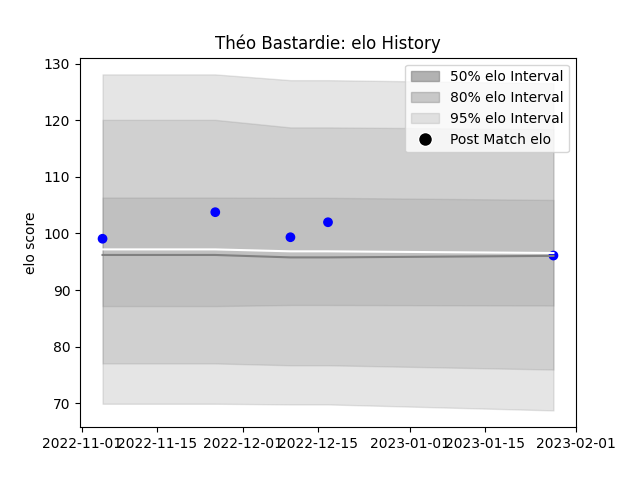 Théo Bastardie: elo History
130
120
110
100
90
80
70
elo score
50% elo Interval
80% elo Interval
95% elo Interval
Post Match elo
2022-11-01 2022-11-15 2022-12-01 2022-12-15 2023-01-01 2023-01-15 2023-02-01